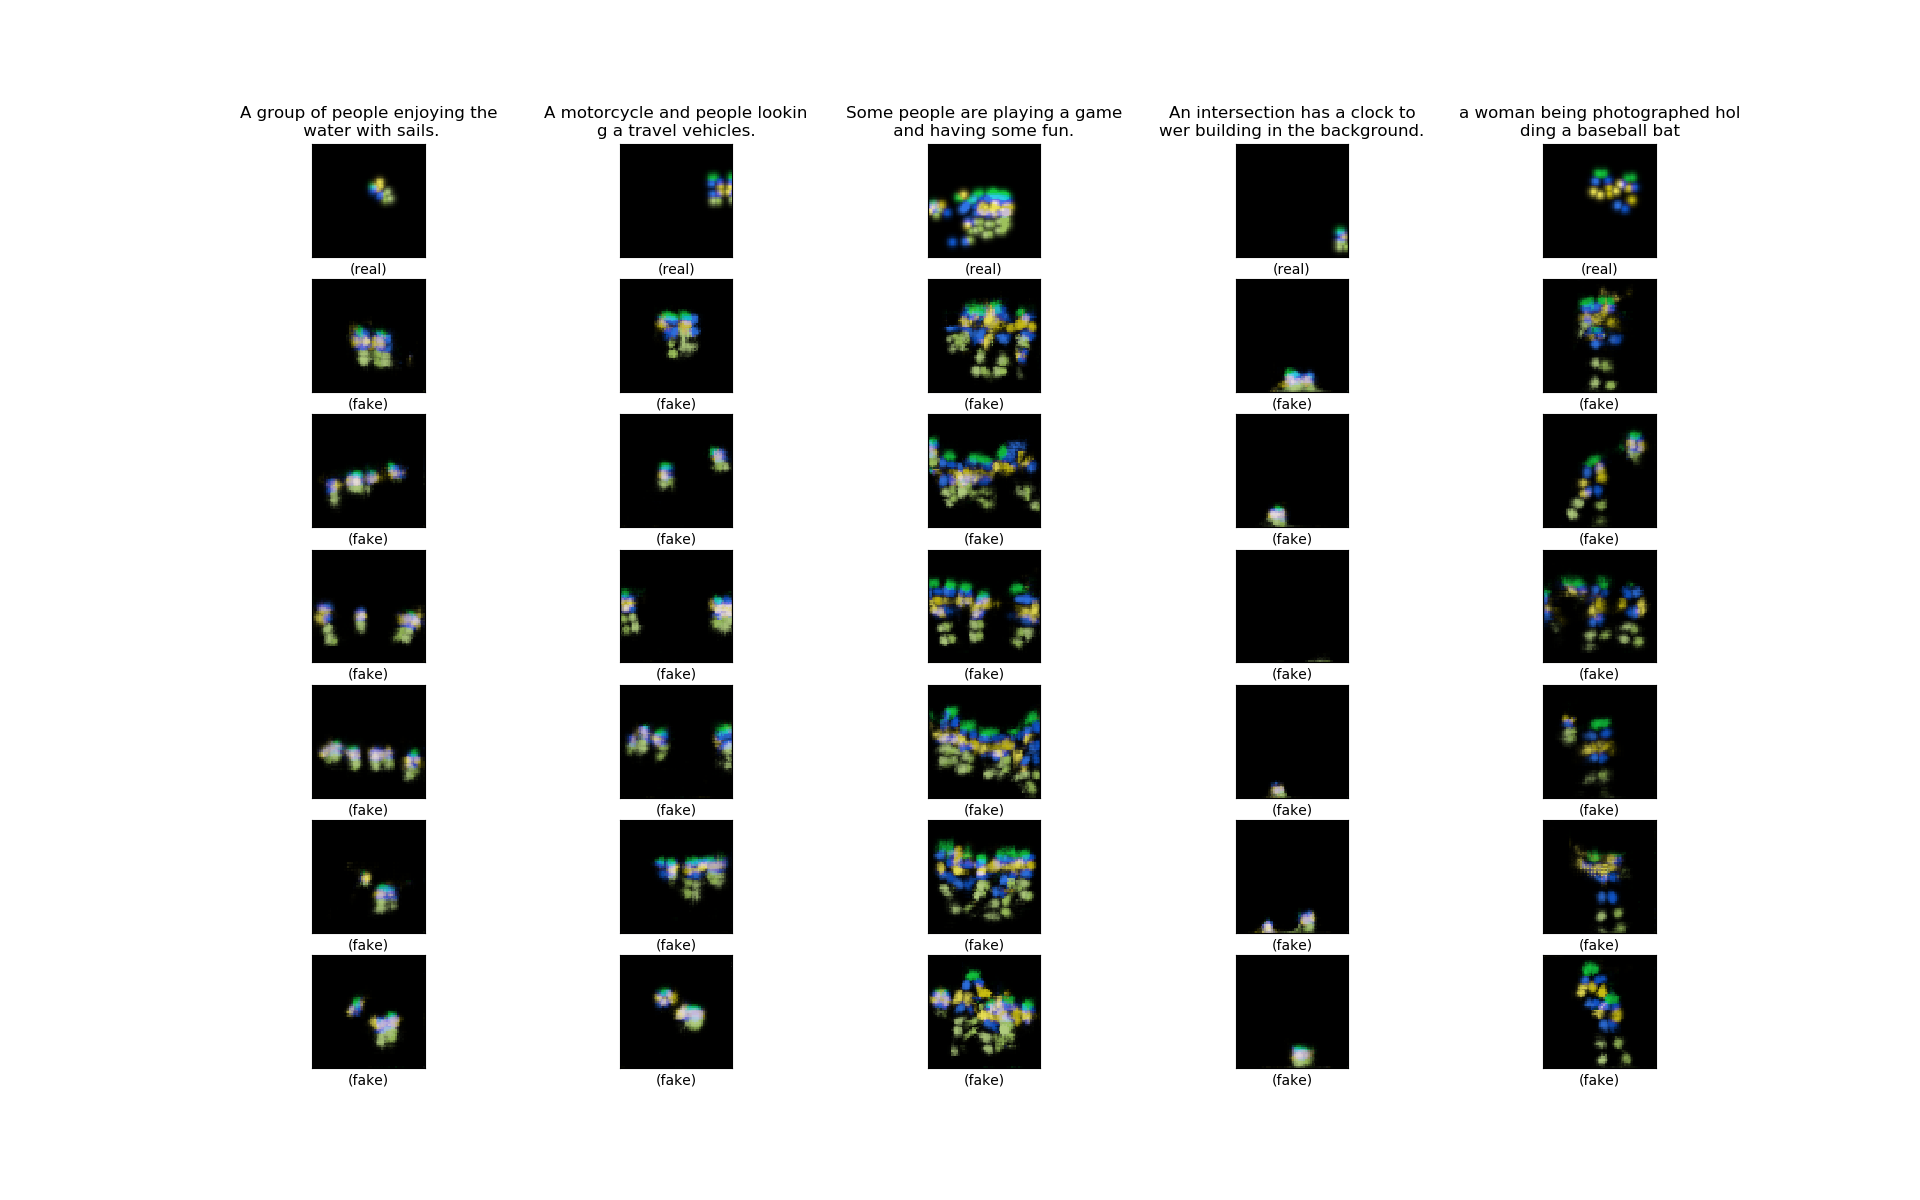 A group of people enjoying the
water with sails.
A motorcycle and people lookin
g a travel vehicles.
Some people are playing a game
and having some fun.
An intersection has a clock to
wer building in the background.
a woman being photographed hol
ding a baseball bat
(real) (real) (real) (real) (real)
(fake) (fake) (fake) (fake) (fake)
(fake) (fake) (fake) (fake) (fake)
(fake) (fake) (fake) (fake) (fake)
(fake) (fake) (fake) (fake) (fake)
(fake) (fake) (fake) (fake) (fake)
(fake) (fake) (fake) (fake) (fake)